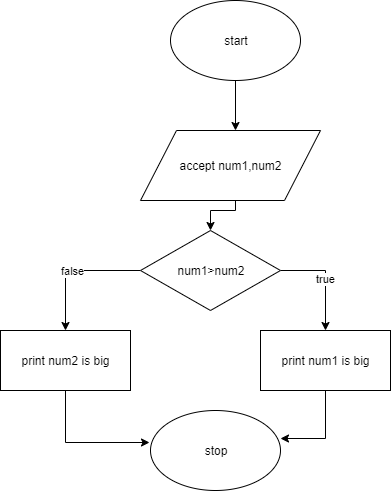 start
accept num1,num2
num1>num2
false
true
print num2 is big
print num1 is big
stop